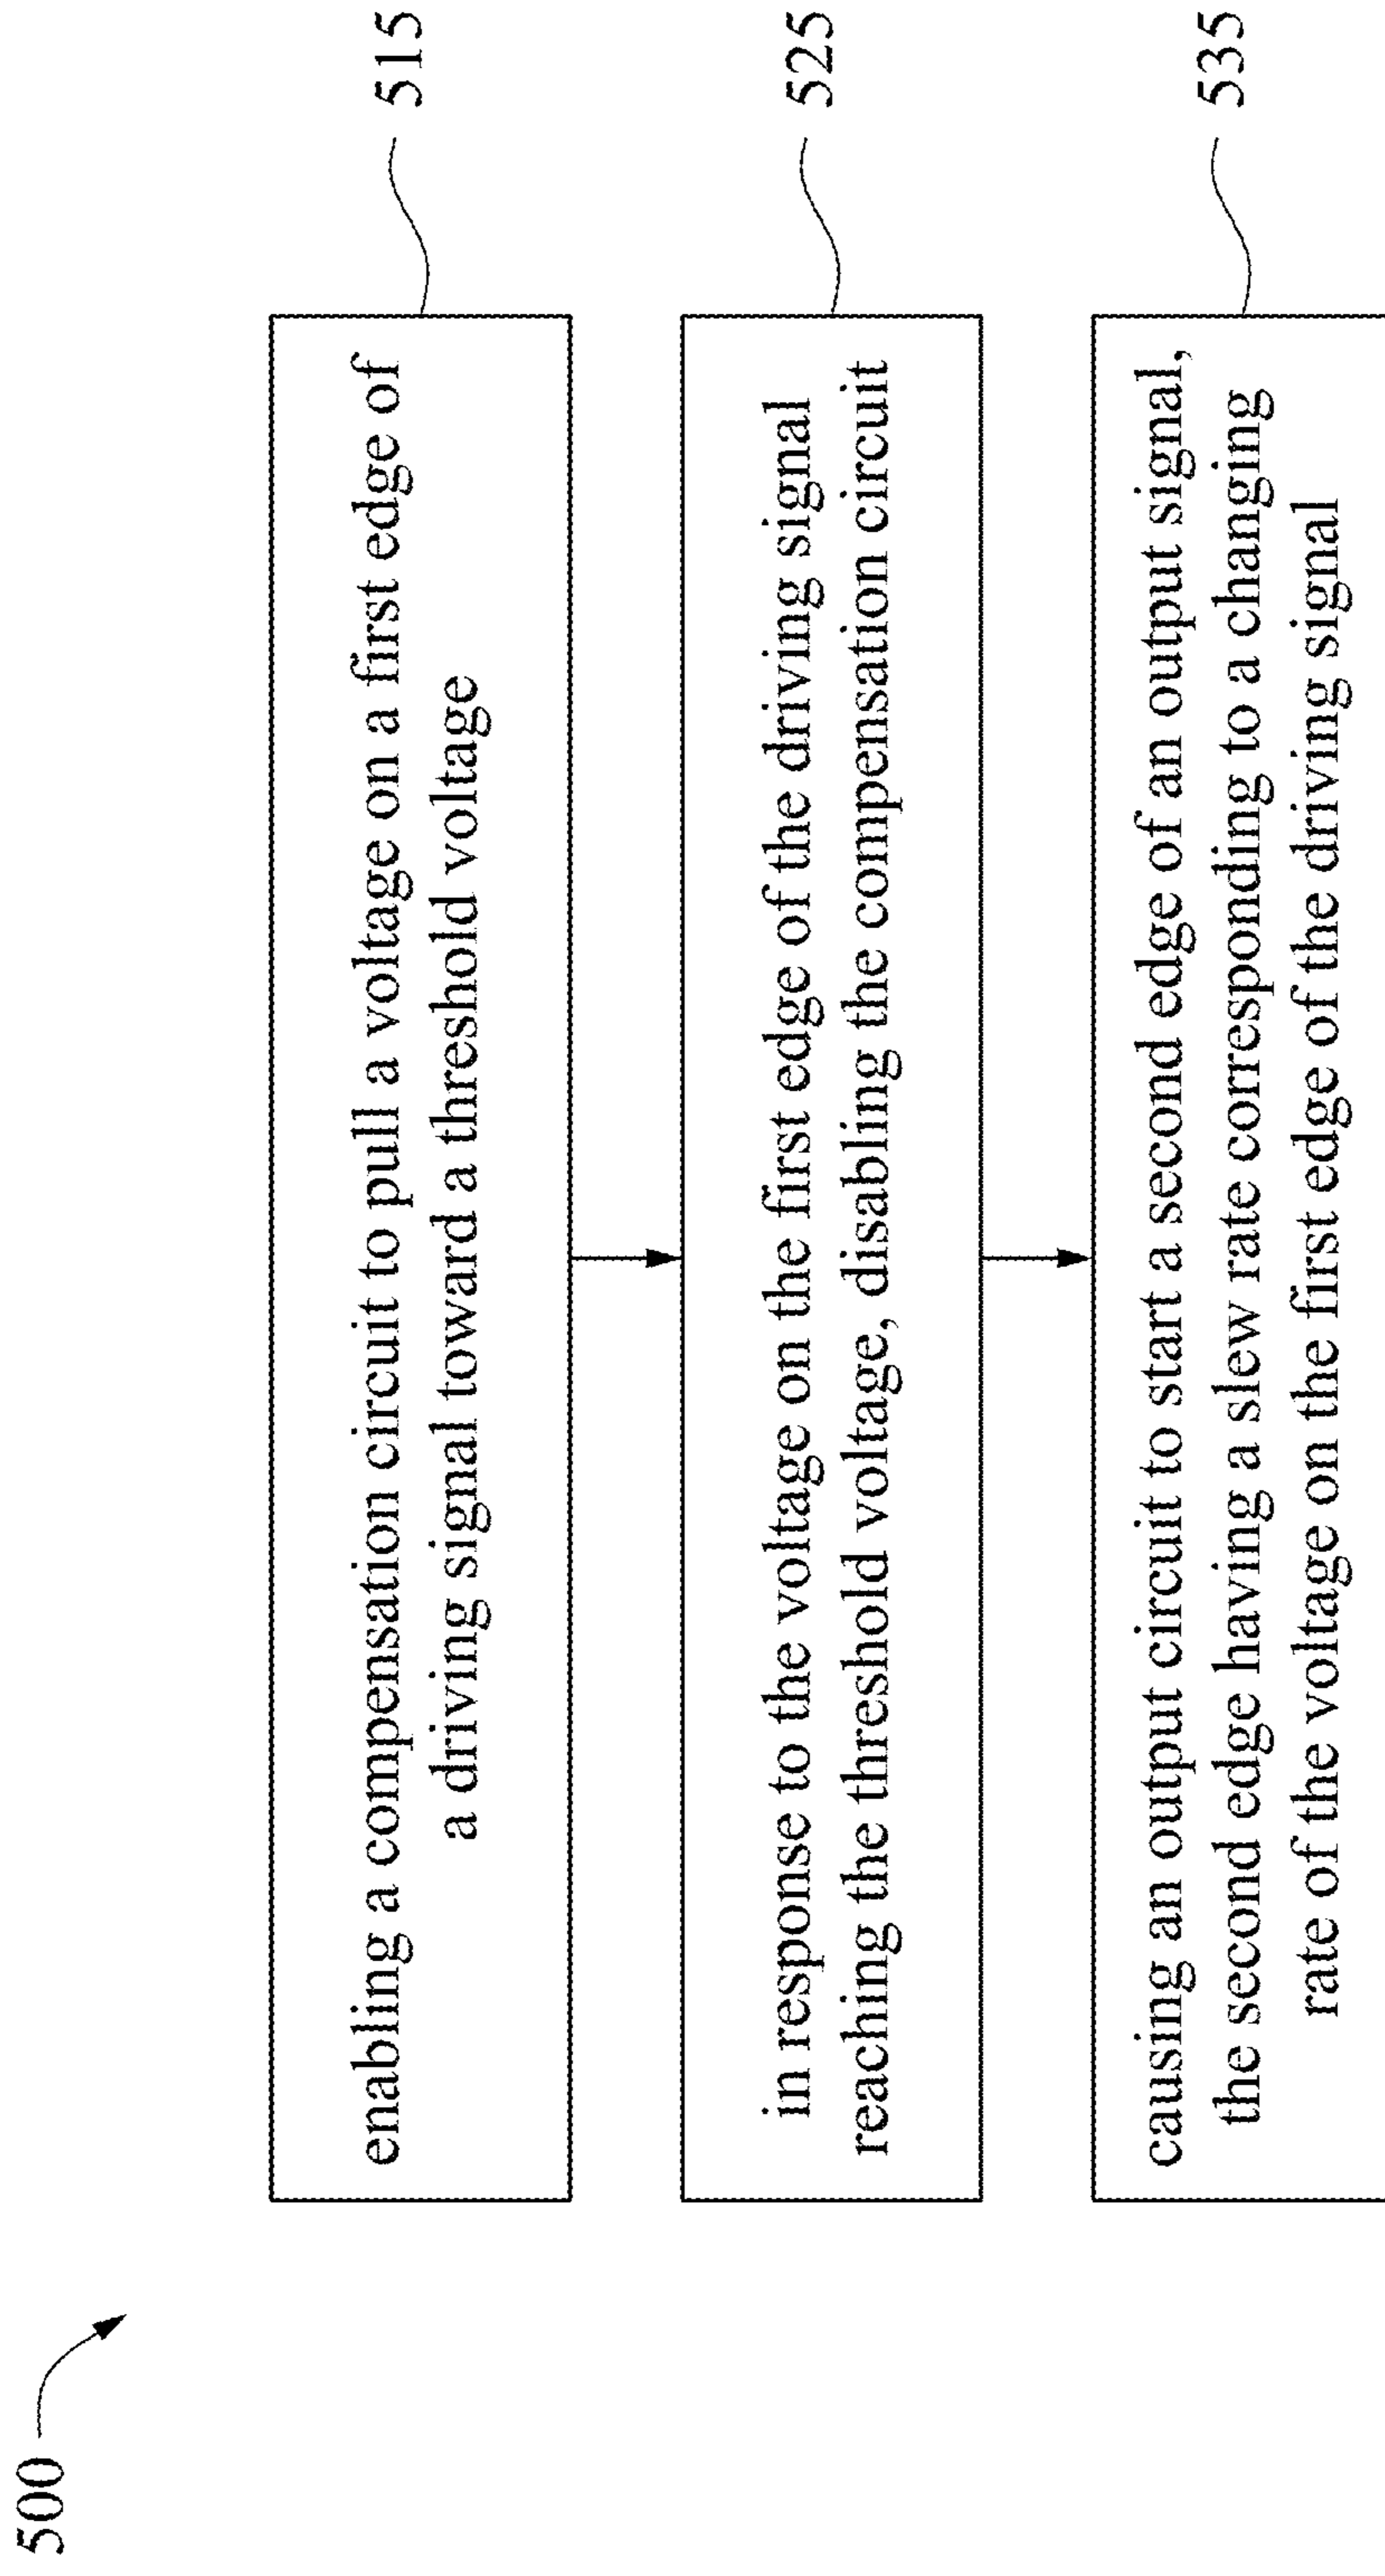 500
enabling a compensation circuit to pull a voltage on a first edge of
a driving signal toward a threshold voltage
515
in response to the voltage on the first edge of the driving signal
reaching the threshold voltage, disabling the compensation circuit
525
causing an output circuit to start a second edge of an output signal,
the second edge having a slew rate corresponding to a changing
rate of the voltage on the first edge of the driving signal
535